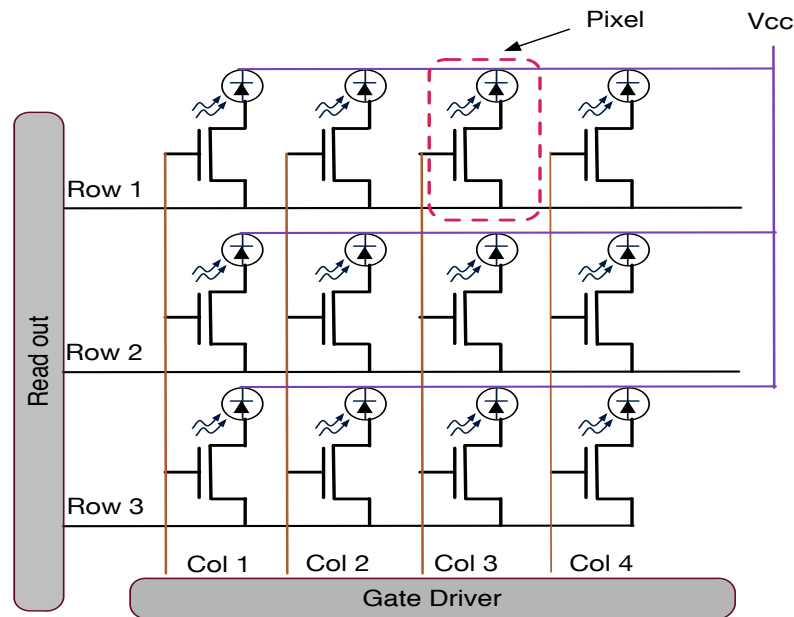 Pixel
Vcc
Row 1
Row 2
Row 3
Read out
Col 1
Col 2
Col 3
Col 4
Gate Driver